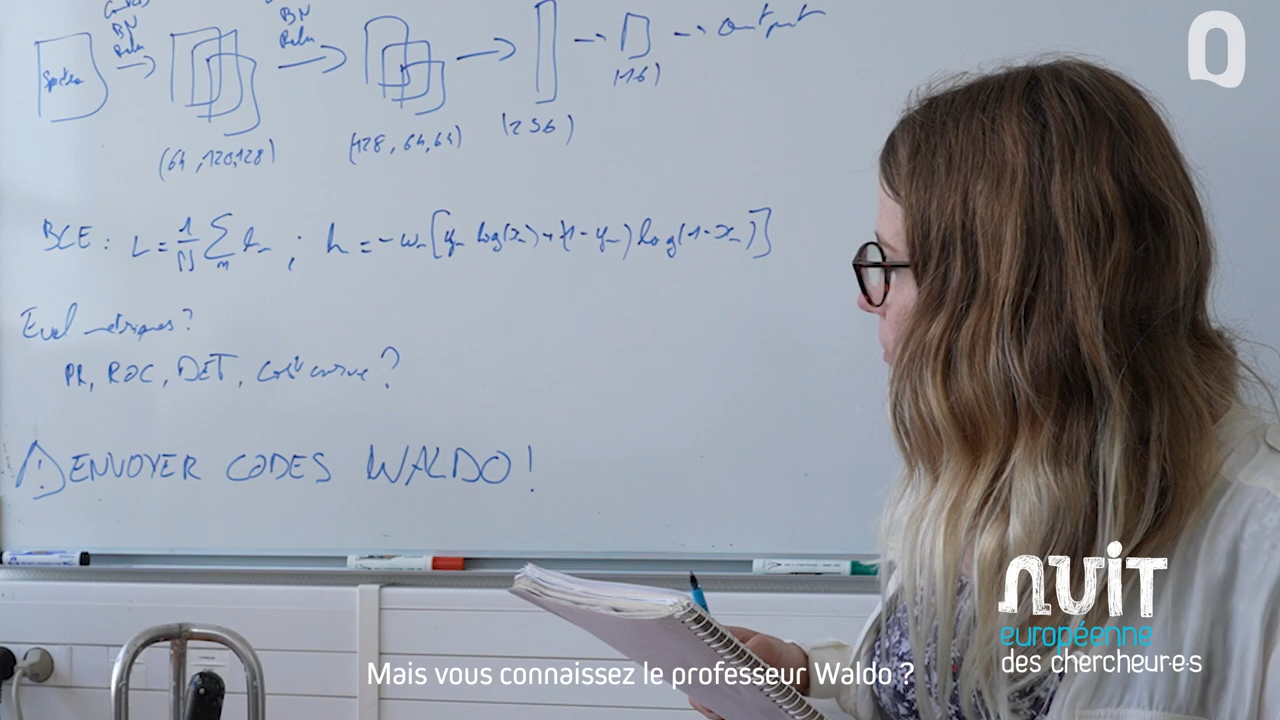 BN BN
Relu Relu
Spectro → → → → → output
(16)
(64, 128, 128) (128, 64, 64) (256)
BCE : L = 1/N ∑ ln ; ln = -wn [yn log(xn) + (1 - yn) log(1 - xn)]
Eval métriques ?
PR, ROC, DET, Cost curve ?
⚠ ENVOYER CODES WALDO !
NUIT
européenne
des chercheur·e·s
Mais vous connaissez le professeur Waldo ?